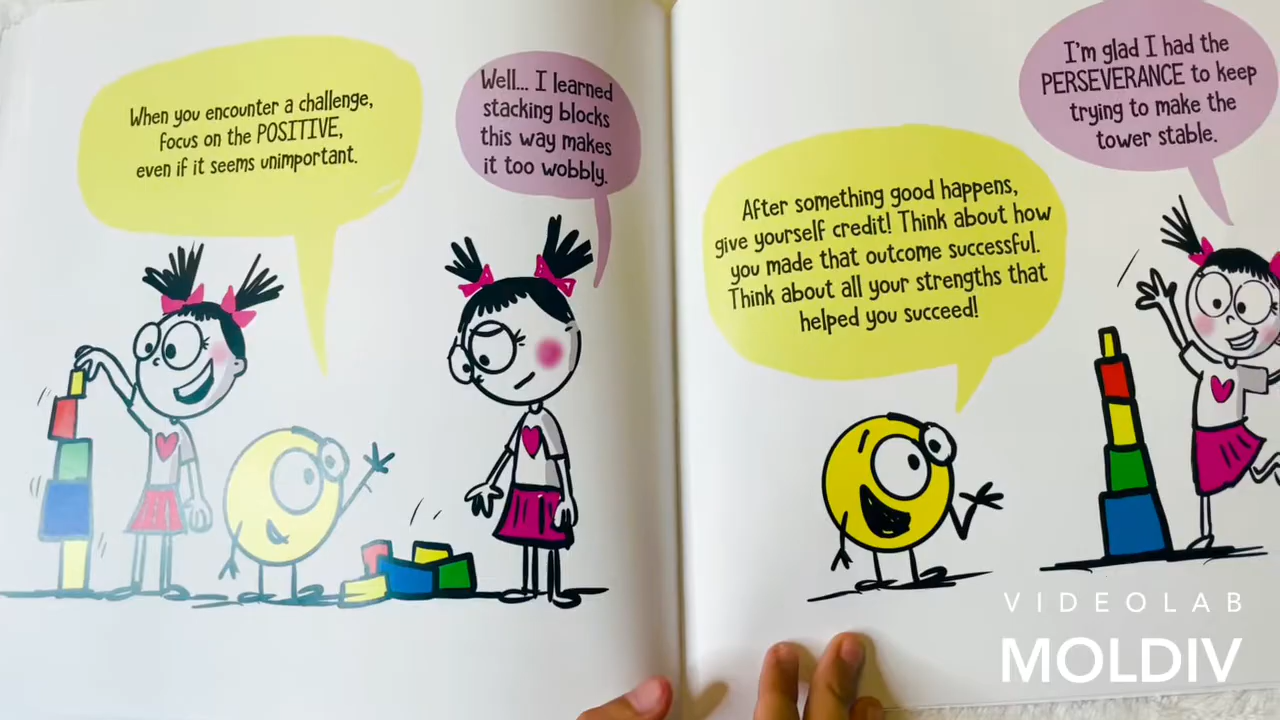 When you encounter a challenge,
focus on the POSITIVE,
even if it seems unimportant.
Well... I learned
stacking blocks
this way makes
it too wobbly.
After something good happens,
give yourself credit! Think about how
you made that outcome successful.
Think about all your strengths that
helped you succeed!
I'm glad I had the
PERSEVERANCE to keep
trying to make the
tower stable.
VIDEOLAB
MOLDIV